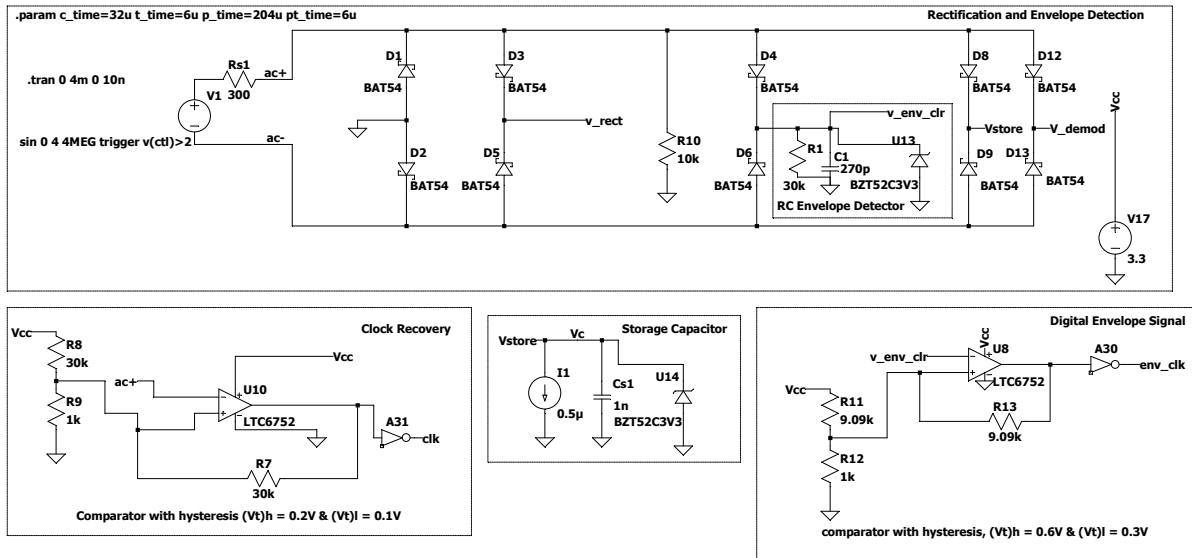 .param c_time=32u t_time=6u p_time=204u pt_time=6u
Rectification and Envelope Detection
.tran 0 4m 0 10n
sin 0 4 4MEG trigger v(ctl)>2
V1
Rs1
300
ac+
ac-
D1
BAT54
D2
BAT54
D3
BAT54
D5
BAT54
v_rect
R10
10k
D4
BAT54
D6
BAT54
v_env_clr
R1
30k
C1
270p
U13
BZT52C3V3
RC Envelope Detector
D8
BAT54
Vstore
D9
BAT54
D12
BAT54
V_demod
D13
BAT54
Vcc
V17
3.3
Clock Recovery
Vcc
R8
30k
R9
1k
ac+
Vcc
U10
LTC6752
A31
clk
R7
30k
Comparator with hysteresis (Vt)h = 0.2V & (Vt)l = 0.1V
Storage Capacitor
Vstore
Vc
I1
0.5µ
Cs1
1n
U14
BZT52C3V3
Digital Envelope Signal
Vcc
v_env_clr
U8
LTC6752
A30
env_clk
Vcc
R11
9.09k
R13
9.09k
R12
1k
comparator with hysteresis, (Vt)h = 0.6V & (Vt)l = 0.3V